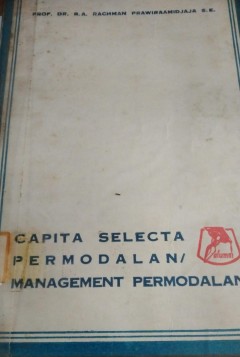 PROF. DR. R.A. RACHMAN PRAWIRAAMIDJAJA S.E.
CAPITA SELECTA
PERMODALAN/
MANAGEMENT PERMODALAN